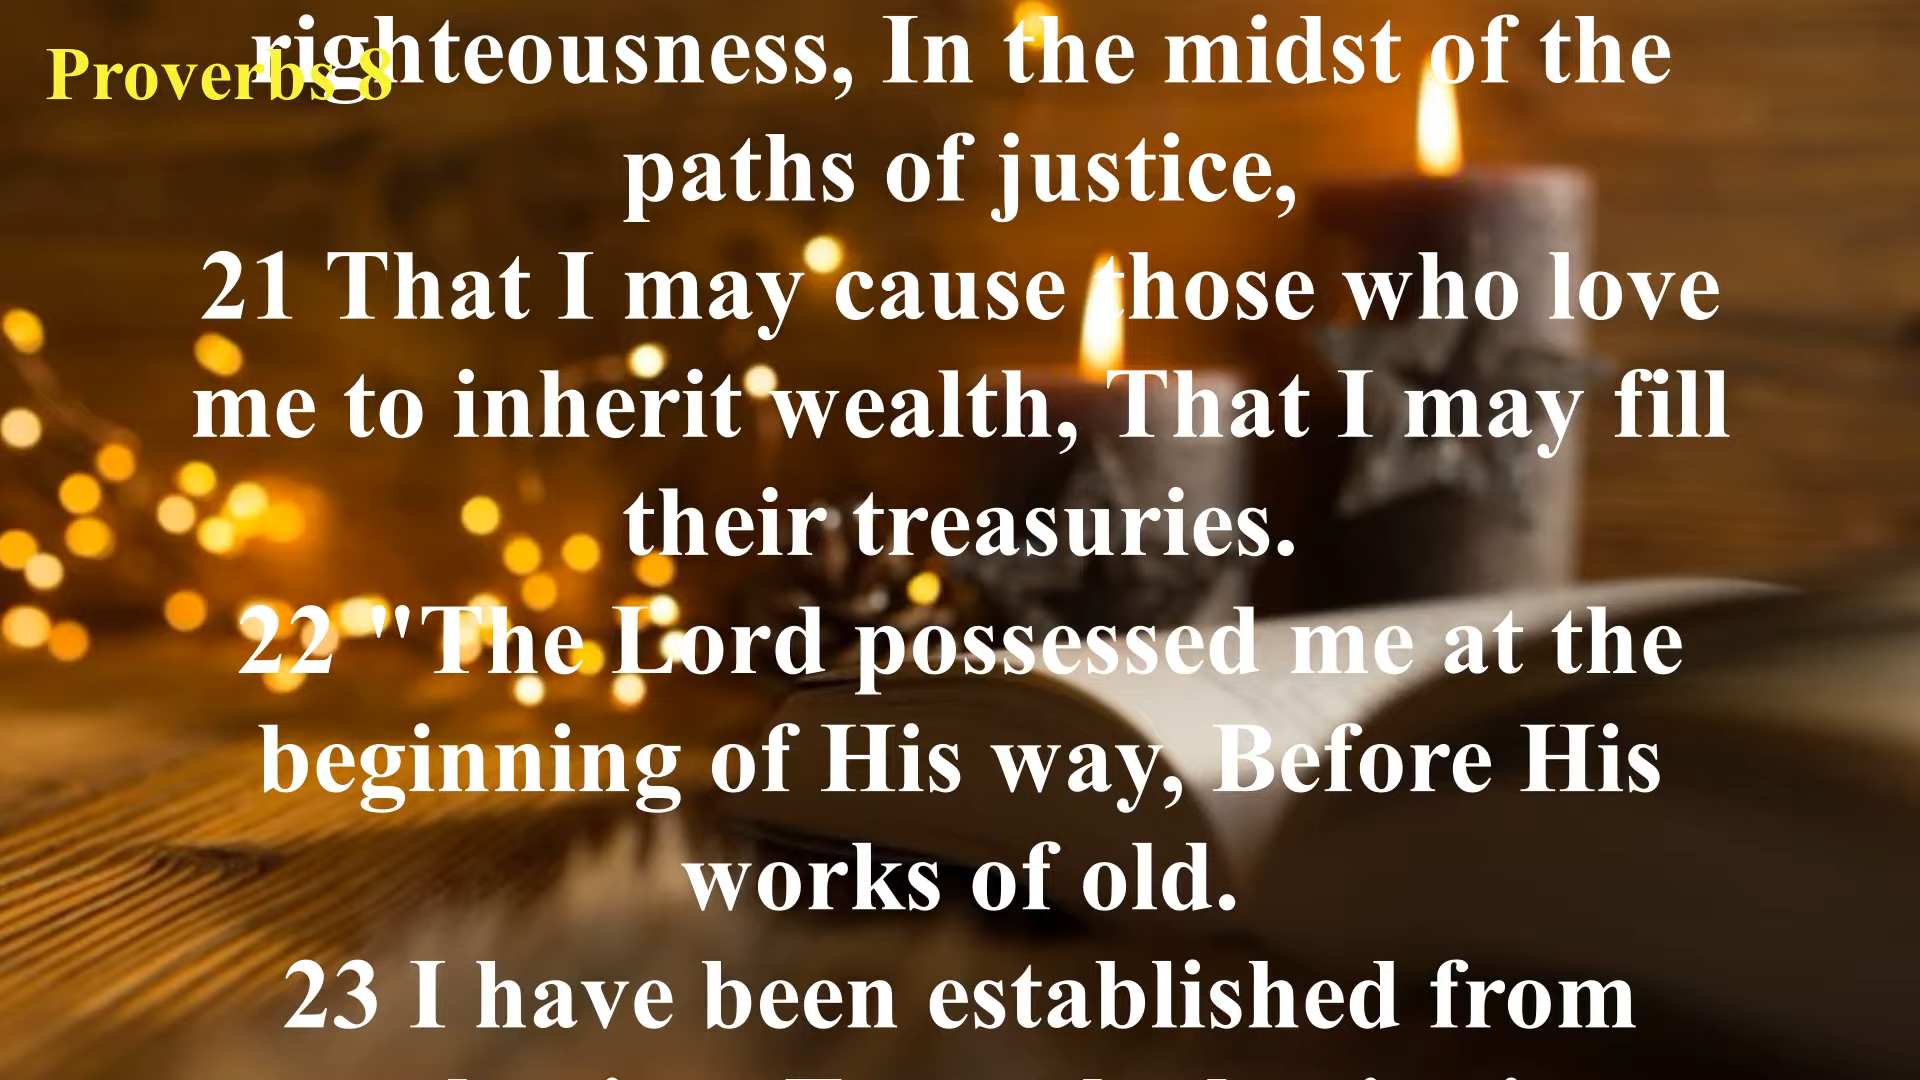 righteousness, In the midst of the
Proverbs 8
paths of justice,
21 That I may cause those who love
me to inherit wealth, That I may fill
their treasuries.
22 "The Lord possessed me at the
beginning of His way, Before His
works of old.
23 I have been established from